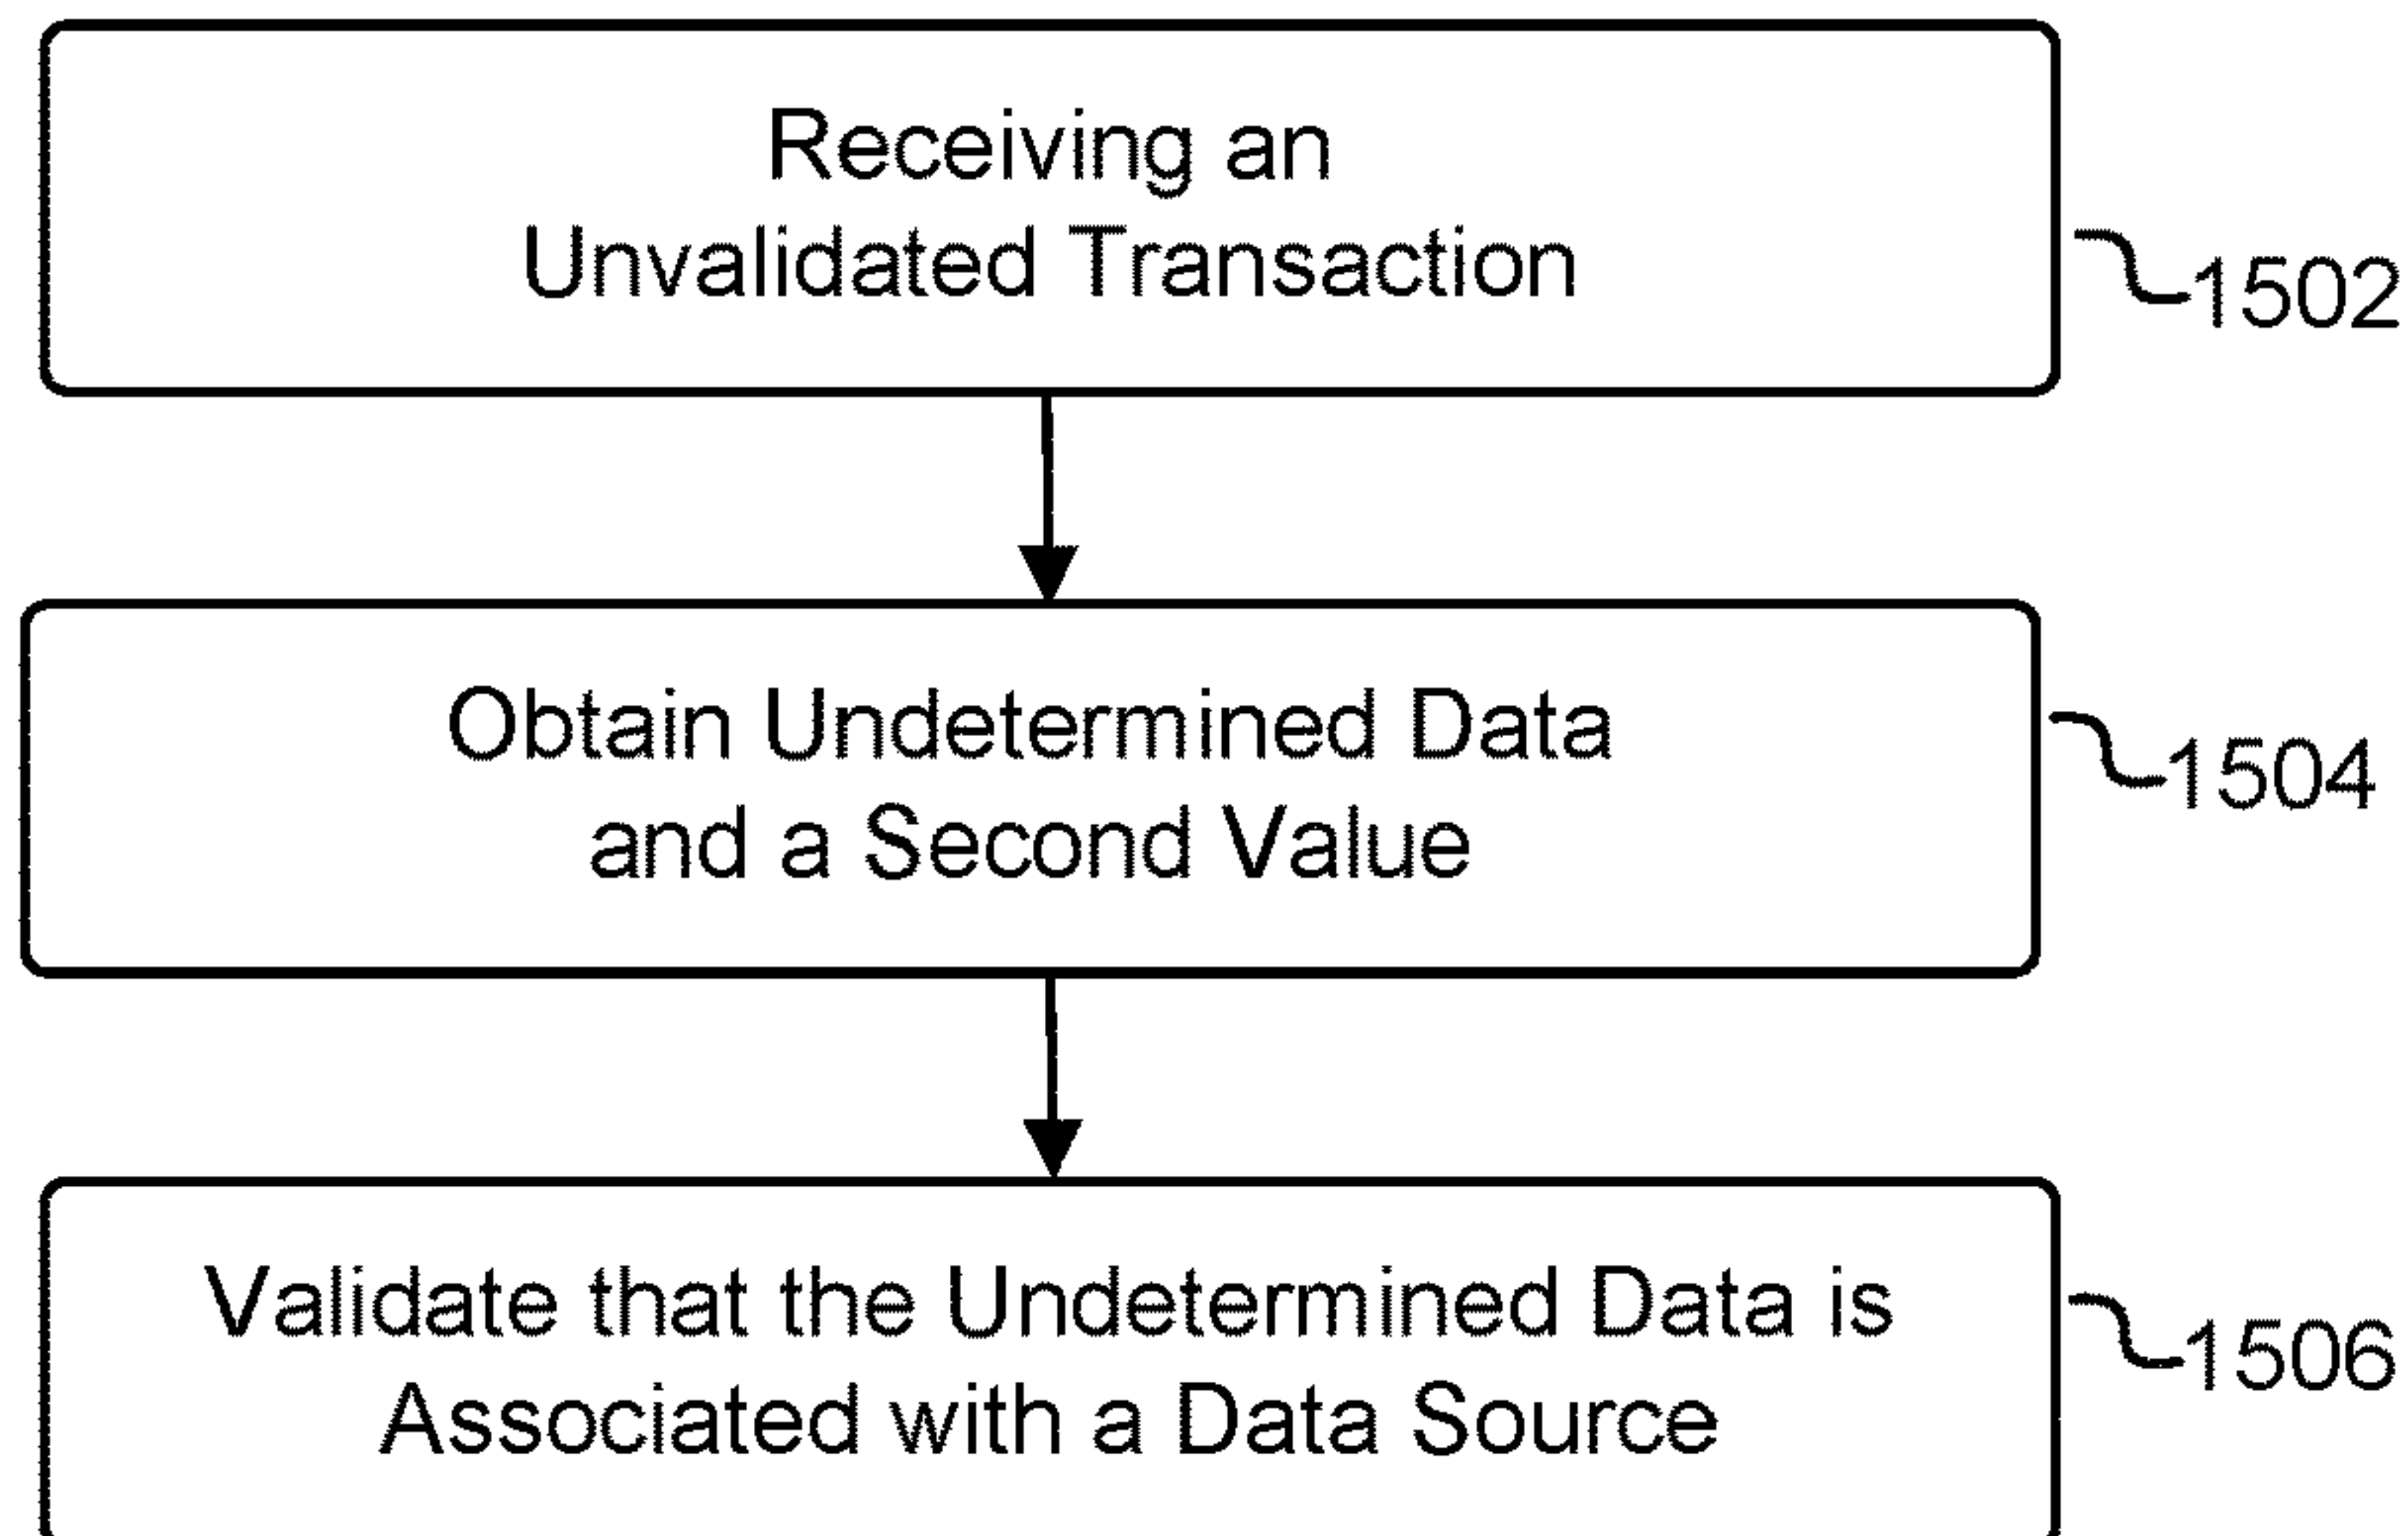 Receiving an
Unvalidated Transaction
1502
Obtain Undetermined Data
and a Second Value
1504
Validate that the Undetermined Data is
Associated with a Data Source
1506